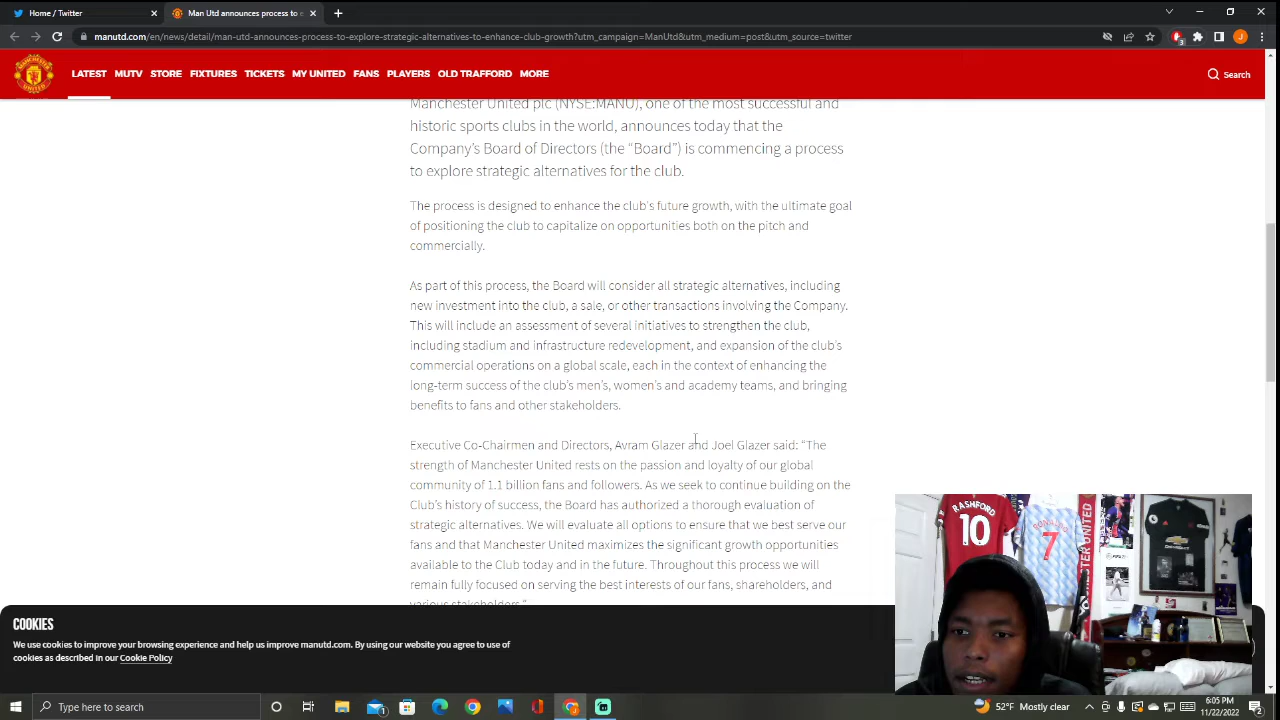 Home / Twitter
Man Utd announces process to e
manutd.com/en/news/detail/man-utd-announces-process-to-explore-strategic-alternatives-to-enhance-club-growth?utm_campaign=ManUtd&utm_medium=post&utm_source=twitter
3
J
LATEST MUTV STORE FIXTURES TICKETS MY UNITED FANS PLAYERS OLD TRAFFORD MORE
Search
Manchester United plc (NYSE:MANU), one of the most successful and
historic sports clubs in the world, announces today that the
Company's Board of Directors (the “Board”) is commencing a process
to explore strategic alternatives for the club.
The process is designed to enhance the club's future growth, with the ultimate goal
of positioning the club to capitalize on opportunities both on the pitch and
commercially.
As part of this process, the Board will consider all strategic alternatives, including
new investment into the club, a sale, or other transactions involving the Company.
This will include an assessment of several initiatives to strengthen the club,
including stadium and infrastructure redevelopment, and expansion of the club's
commercial operations on a global scale, each in the context of enhancing the
long-term success of the club's men's, women's and academy teams, and bringing
benefits to fans and other stakeholders.
Executive Co-Chairmen and Directors, Avram Glazer and Joel Glazer said: “The
strength of Manchester United rests on the passion and loyalty of our global
community of 1.1 billion fans and followers. As we seek to continue building on the
Club's history of success, the Board has authorized a thorough evaluation of
strategic alternatives. We will evaluate all options to ensure that we best serve our
fans and that Manchester United maximizes the significant growth opportunities
available to the Club today and in the future. Throughout this process we will
remain fully focused on serving the best interests of our fans, shareholders, and
various stakeholders.”
COOKIES
We use cookies to improve your browsing experience and help us improve manutd.com. By using our website you agree to use of
cookies as described in our Cookie Policy
RASHFORD
10
RONALDO
7
UNITED
Type here to search
1
52°F Mostly clear
6:05 PM
11/22/2022
2